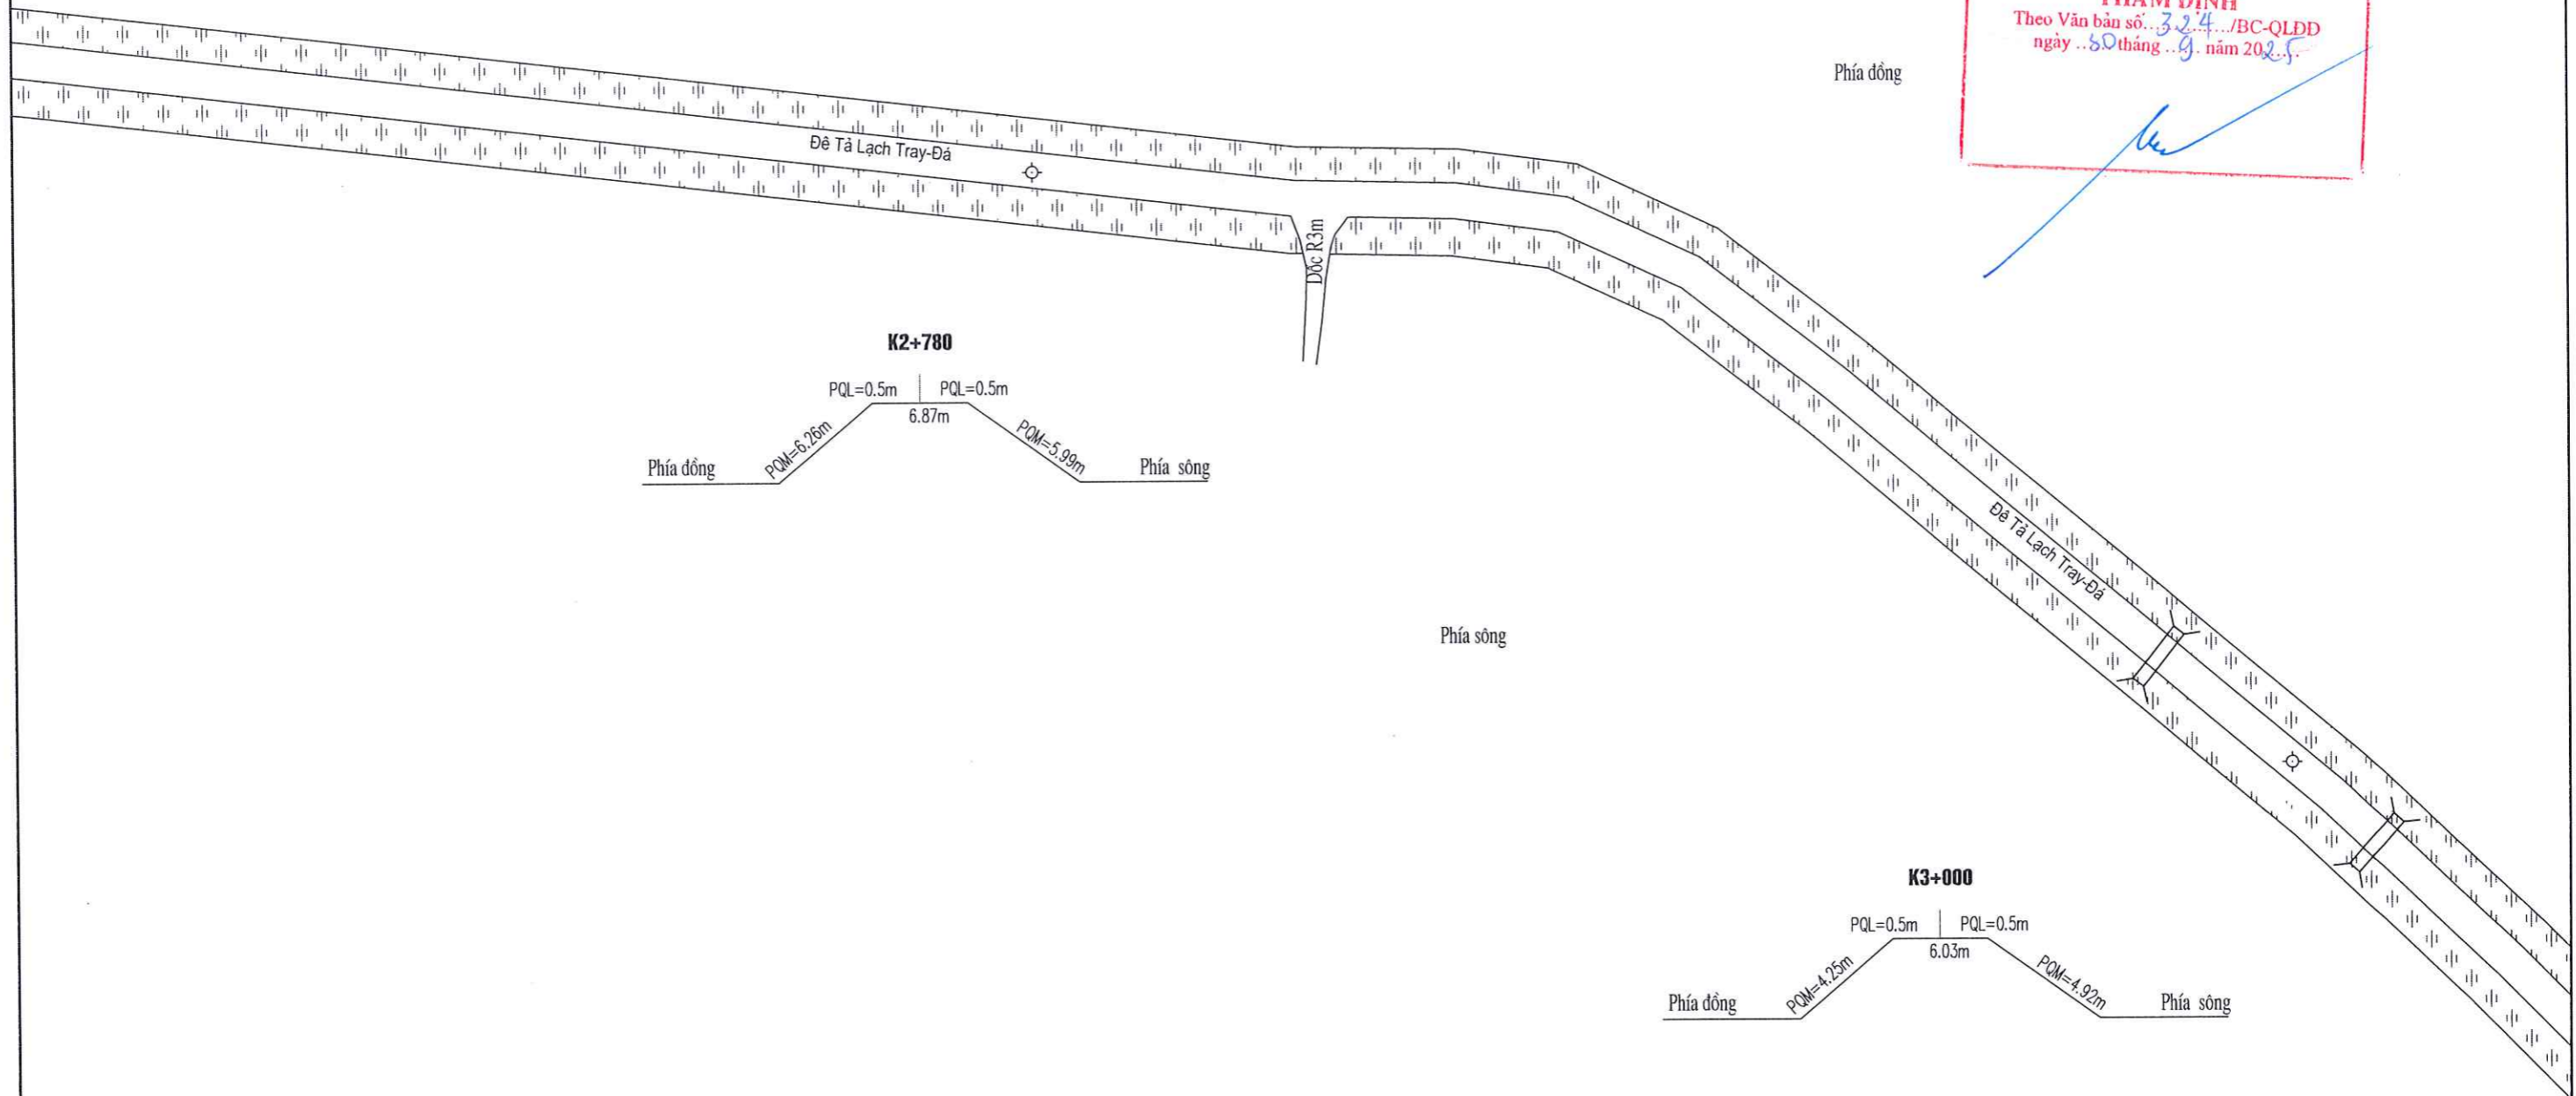 THẨM ĐỊNH
Theo Văn bản số...324.../BC-QLĐD
ngày ..30 tháng ..9. năm 2025
Phía đồng
Đê Tả Lạch Tray-Đá
Dốc R3m
K2+780
PQL=0.5m PQL=0.5m
6.87m
PQM=6.26m
PQM=5.99m
Phía đồng
Phía sông
Đê Tả Lạch Tray-Đá
Phía sông
K3+000
PQL=0.5m PQL=0.5m
6.03m
PQM=4.25m
PQM=4.92m
Phía đồng
Phía sông